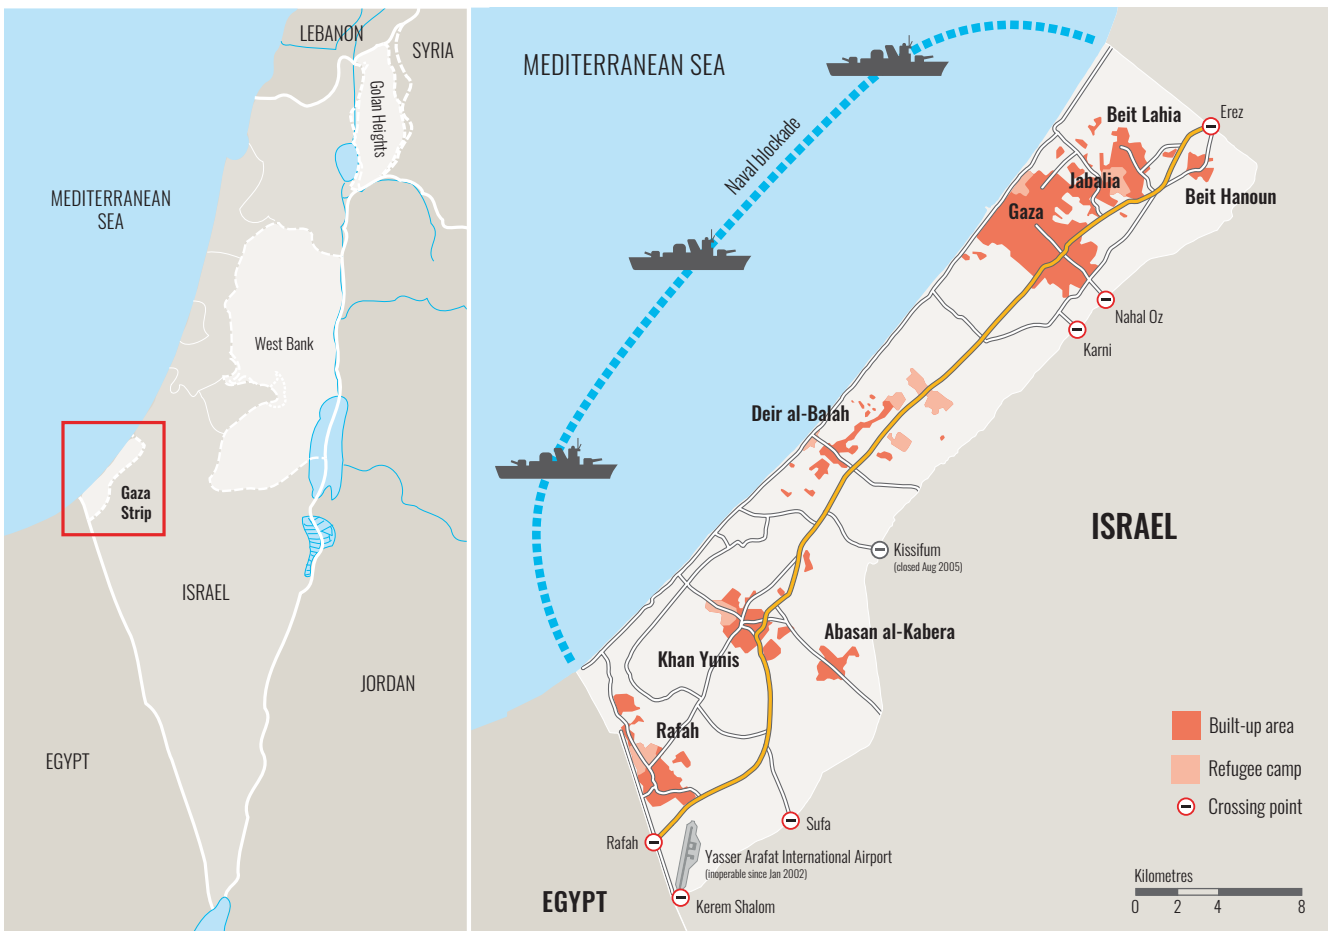 LEBANON
SYRIA
Golan Heights
MEDITERRANEAN
SEA
West Bank
Gaza
Strip
ISRAEL
JORDAN
EGYPT
MEDITERRANEAN SEA
Naval blockade
Beit Lahia
Erez
Jabalia
Beit Hanoun
Gaza
Nahal Oz
Karni
Deir al-Balah
ISRAEL
Kissifum
(closed Aug 2005)
Abasan al-Kabera
Khan Yunis
Rafah
Built-up area
Refugee camp
Crossing point
Sufa
Rafah
Yasser Arafat International Airport
(inoperable since Jan 2002)
EGYPT
Kerem Shalom
Kilometres
0 2 4 8